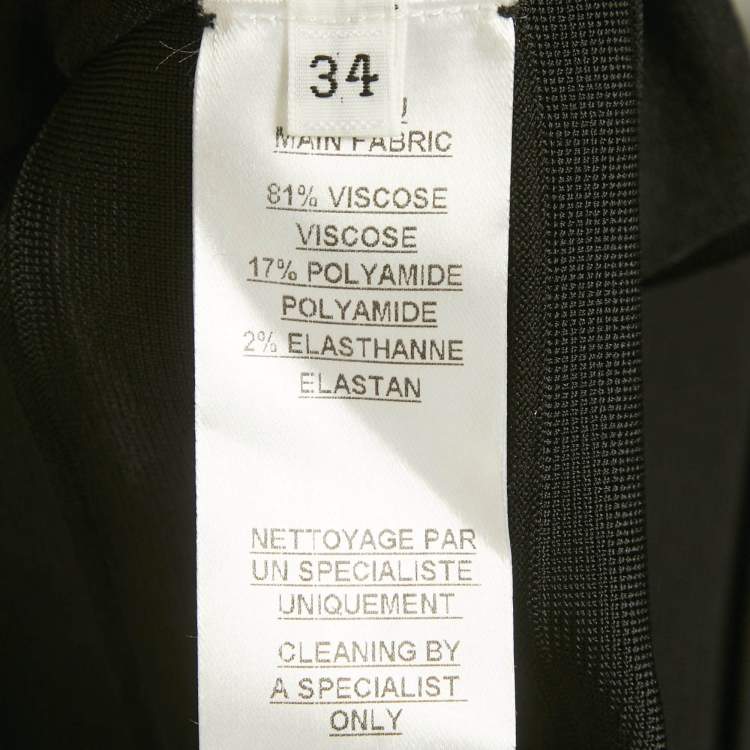 34
MAIN FABRIC
81% VISCOSE
VISCOSE
17% POLYAMIDE
POLYAMIDE
2% ELASTHANNE
ELASTAN
NETTOYAGE PAR
UN SPECIALISTE
UNIQUEMENT
CLEANING BY
A SPECIALIST
ONLY